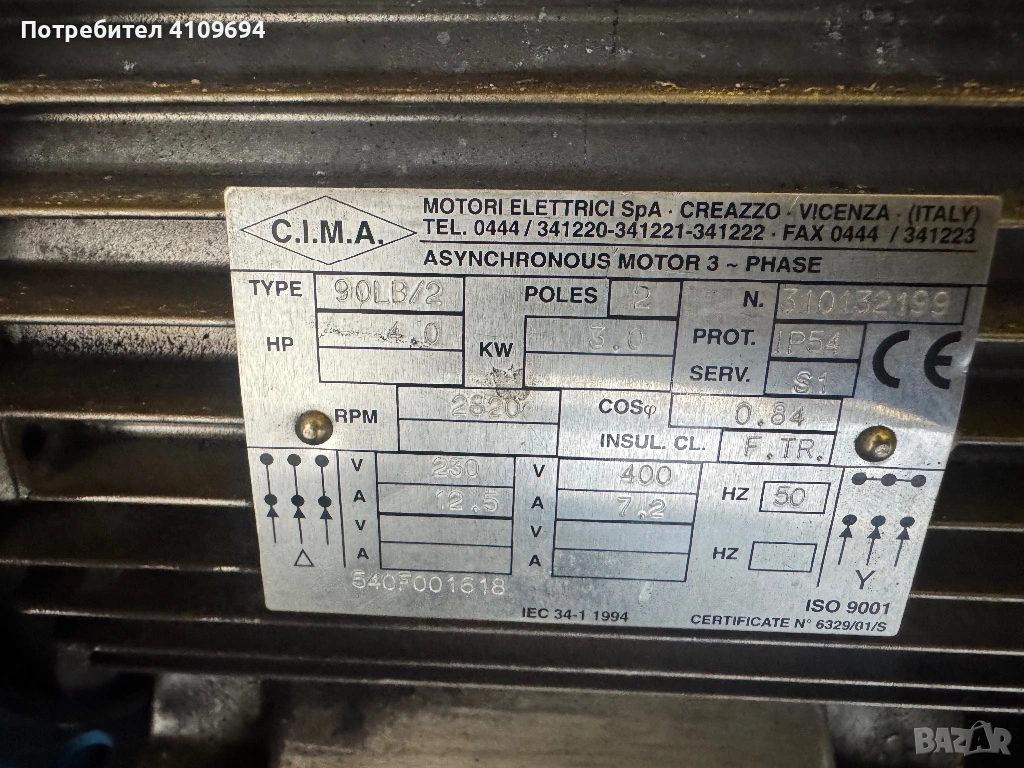 Потребител 4109694
C.I.M.A.
MOTORI ELETTRICI SpA · CREAZZO · VICENZA · (ITALY)
TEL. 0444 / 341220-341221-341222 · FAX 0444 / 341223
ASYNCHRONOUS MOTOR 3 ~ PHASE
TYPE 90LB/2 POLES 2 N. 310132199
HP 4.0 KW 3.0 PROT. IP54
SERV. S1
CE
RPM 2820 COSφ 0.84
INSUL. CL. F.TR.
V 230 V 400
A 12.5 A 7.2 HZ 50
V V
A A HZ
△ Y
540F001618
IEC 34-1 1994
ISO 9001
CERTIFICATE N° 6329/01/S
BAZAR